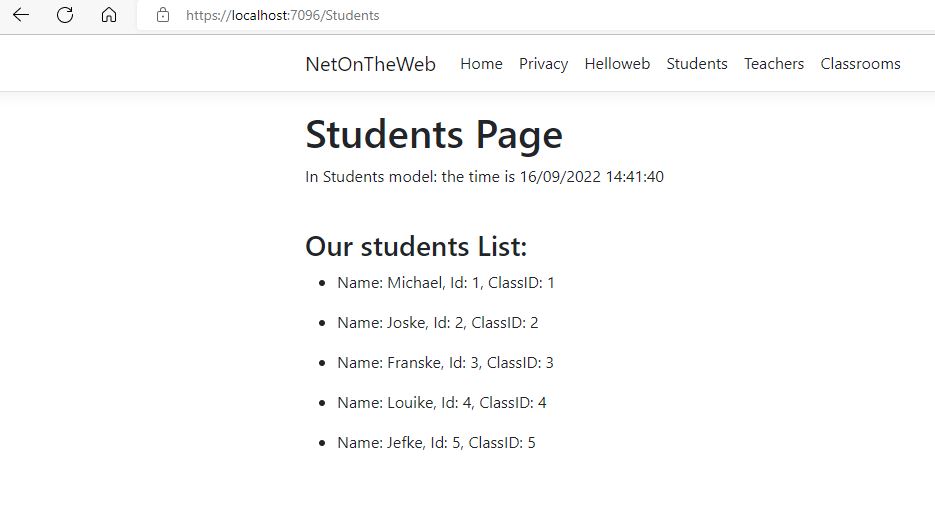 https://localhost:7096/Students
NetOnTheWeb Home Privacy Helloweb Students Teachers Classrooms
Students Page
In Students model: the time is 16/09/2022 14:41:40
Our students List:
• Name: Michael, Id: 1, ClassID: 1
• Name: Joske, Id: 2, ClassID: 2
• Name: Franske, Id: 3, ClassID: 3
• Name: Louike, Id: 4, ClassID: 4
• Name: Jefke, Id: 5, ClassID: 5